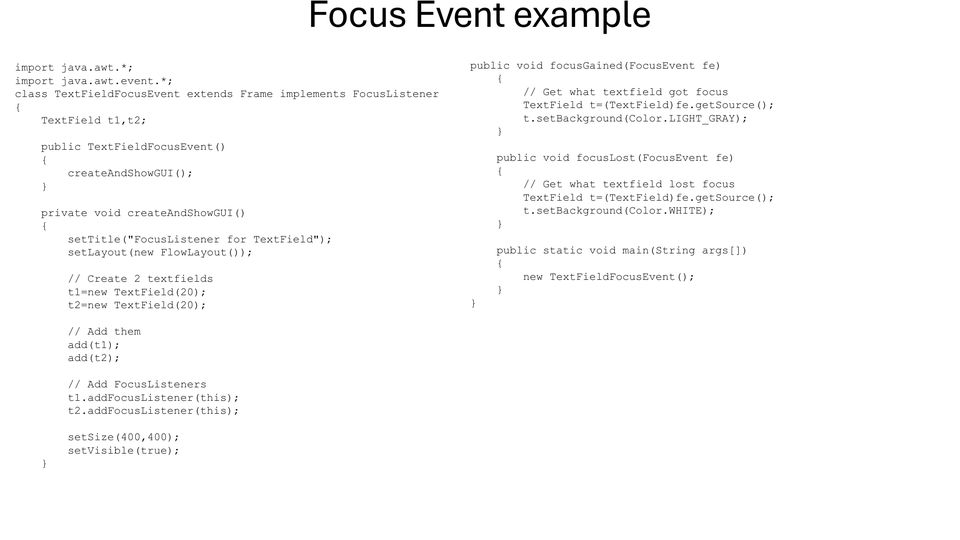 Focus Event example
import java.awt.*;
import java.awt.event.*;
class TextFieldFocusEvent extends Frame implements FocusListener
{
    TextField t1,t2;

    public TextFieldFocusEvent()
    {
        createAndShowGUI();
    }

    private void createAndShowGUI()
    {
        setTitle("FocusListener for TextField");
        setLayout(new FlowLayout());

        // Create 2 textfields
        t1=new TextField(20);
        t2=new TextField(20);

        // Add them
        add(t1);
        add(t2);

        // Add FocusListeners
        t1.addFocusListener(this);
        t2.addFocusListener(this);

        setSize(400,400);
        setVisible(true);
    }
public void focusGained(FocusEvent fe)
    {
        // Get what textfield got focus
        TextField t=(TextField)fe.getSource();
        t.setBackground(Color.LIGHT_GRAY);
    }

    public void focusLost(FocusEvent fe)
    {
        // Get what textfield lost focus
        TextField t=(TextField)fe.getSource();
        t.setBackground(Color.WHITE);
    }

    public static void main(String args[])
    {
        new TextFieldFocusEvent();
    }
}